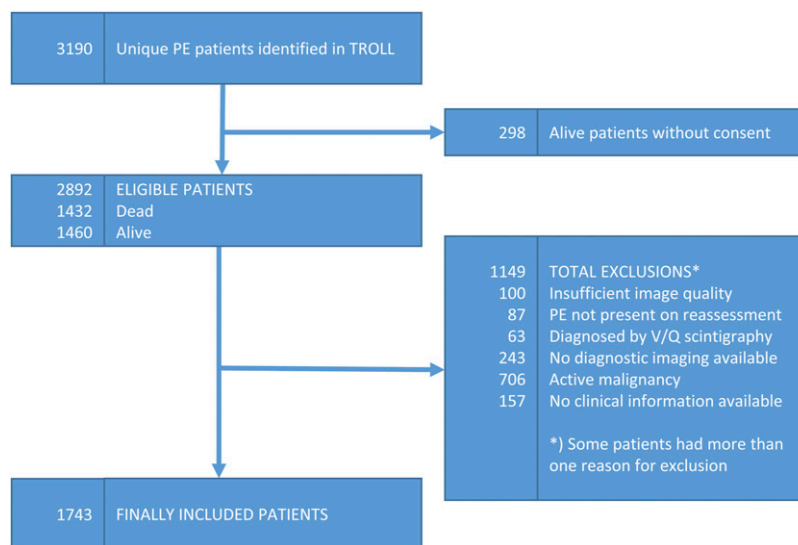 3190 Unique PE patients identified in TROLL
298 Alive patients without consent
2892 ELIGIBLE PATIENTS
1432 Dead
1460 Alive
1149 TOTAL EXCLUSIONS*
100 Insufficient image quality
87 PE not present on reassessment
63 Diagnosed by V/Q scintigraphy
243 No diagnostic imaging available
706 Active malignancy
157 No clinical information available
*) Some patients had more than
one reason for exclusion
1743 FINALLY INCLUDED PATIENTS